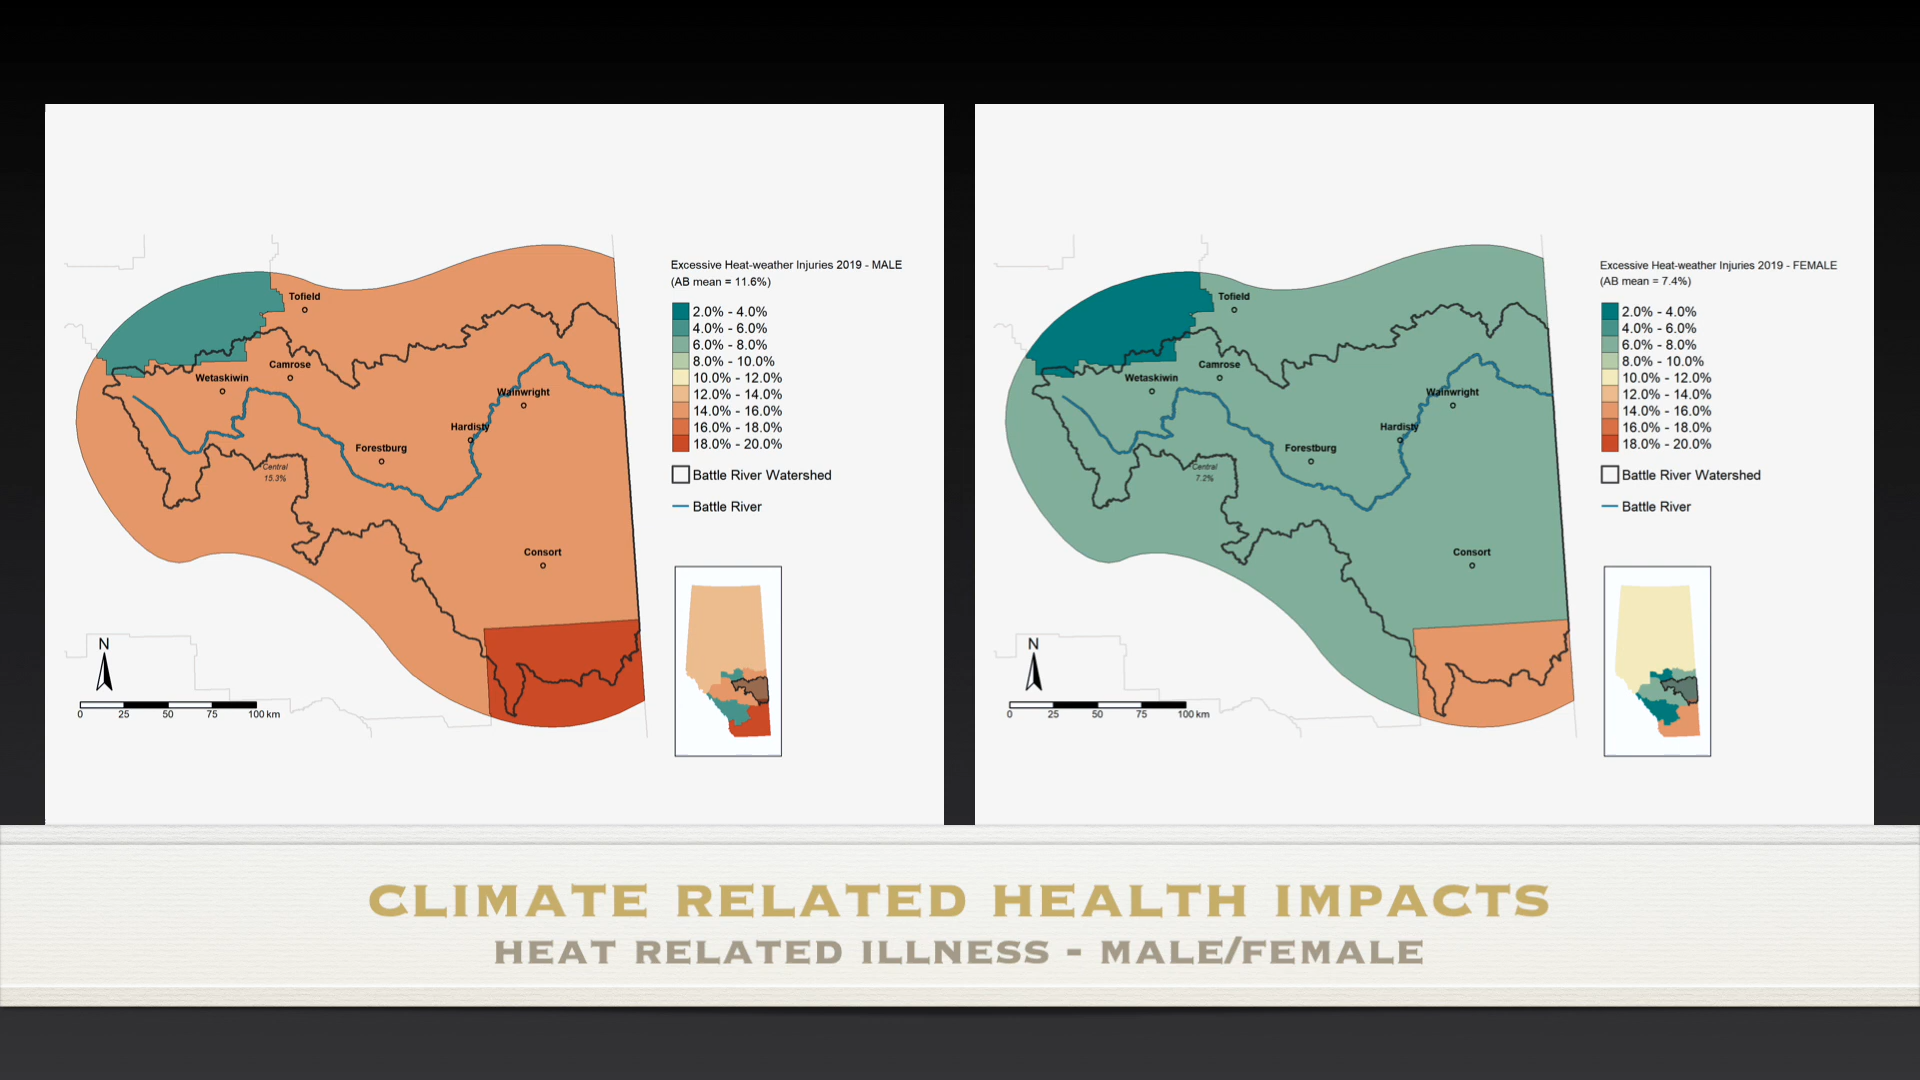 Excessive Heat-weather Injuries 2019 - MALE
(AB mean = 11.6%)
2.0% - 4.0%
4.0% - 6.0%
6.0% - 8.0%
8.0% - 10.0%
10.0% - 12.0%
12.0% - 14.0%
14.0% - 16.0%
16.0% - 18.0%
18.0% - 20.0%
Battle River Watershed
Battle River
Tofield
Camrose
Wetaskiwin
Wainwright
Hardisty
Forestburg
Central
15.3%
Consort
N
0 25 50 75 100 km
Excessive Heat-weather Injuries 2019 - FEMALE
(AB mean = 7.4%)
2.0% - 4.0%
4.0% - 6.0%
6.0% - 8.0%
8.0% - 10.0%
10.0% - 12.0%
12.0% - 14.0%
14.0% - 16.0%
16.0% - 18.0%
18.0% - 20.0%
Battle River Watershed
Battle River
Tofield
Camrose
Wetaskiwin
Wainwright
Hardisty
Forestburg
Central
7.2%
Consort
N
0 25 50 75 100 km
CLIMATE RELATED HEALTH IMPACTS
HEAT RELATED ILLNESS - MALE/FEMALE